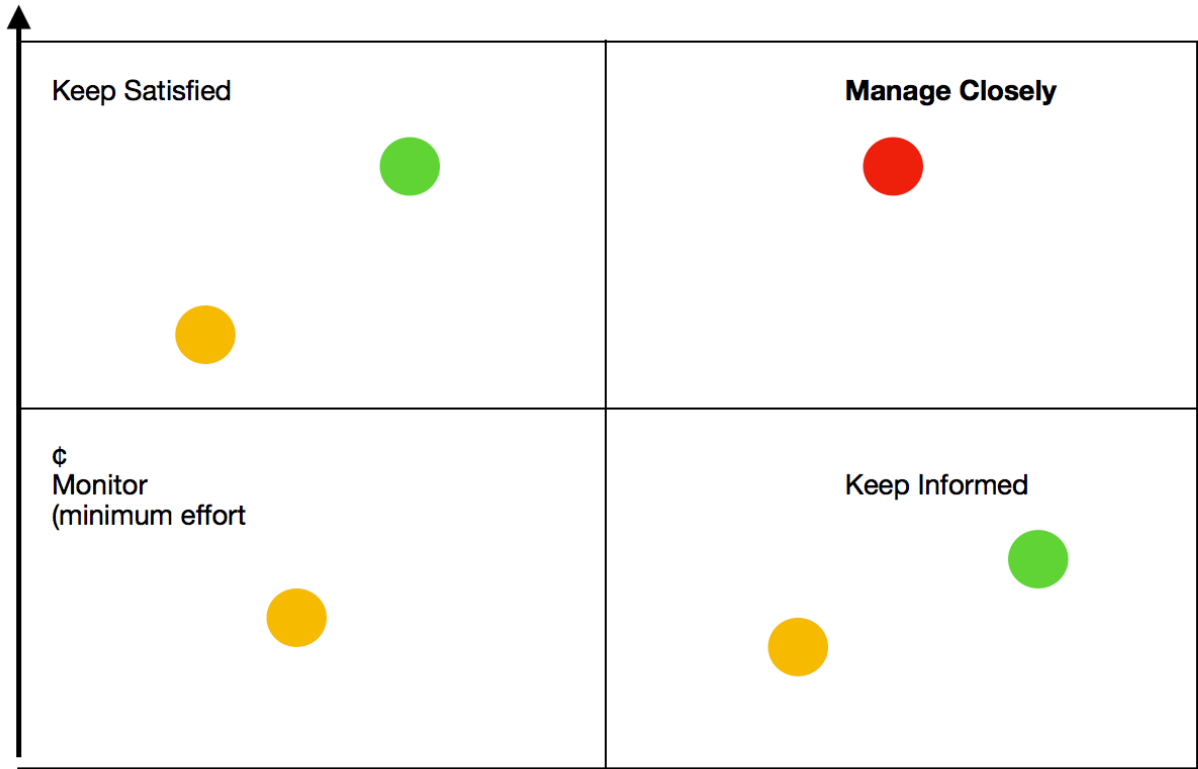 Keep Satisfied
Manage Closely
¢
Monitor
(minimum effort
Keep Informed